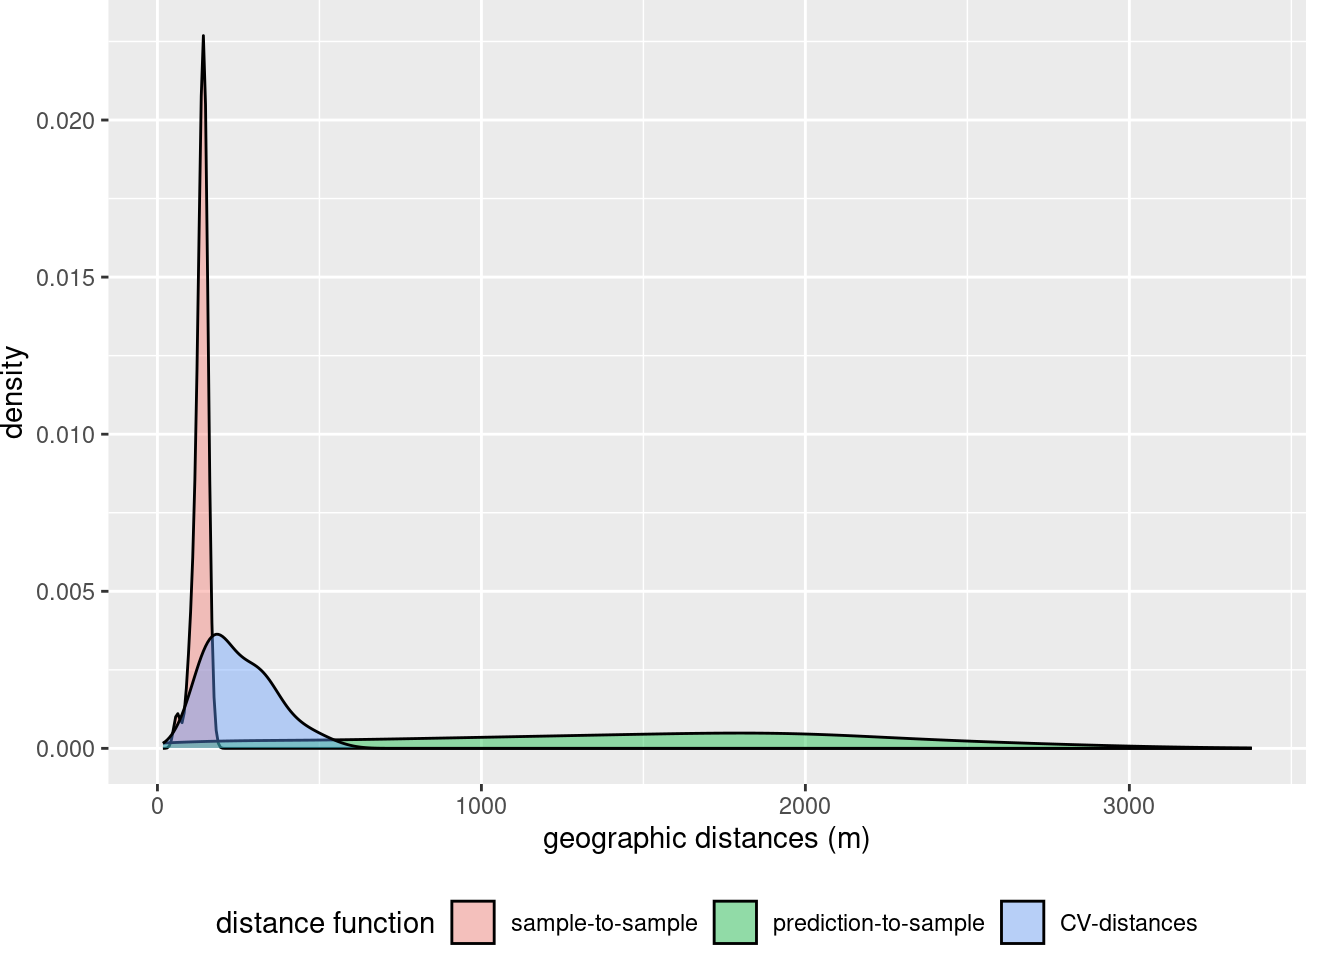 density
0.020
0.015
0.010
0.005
0.000
0 1000 2000 3000
geographic distances (m)
distance function sample-to-sample prediction-to-sample CV-distances